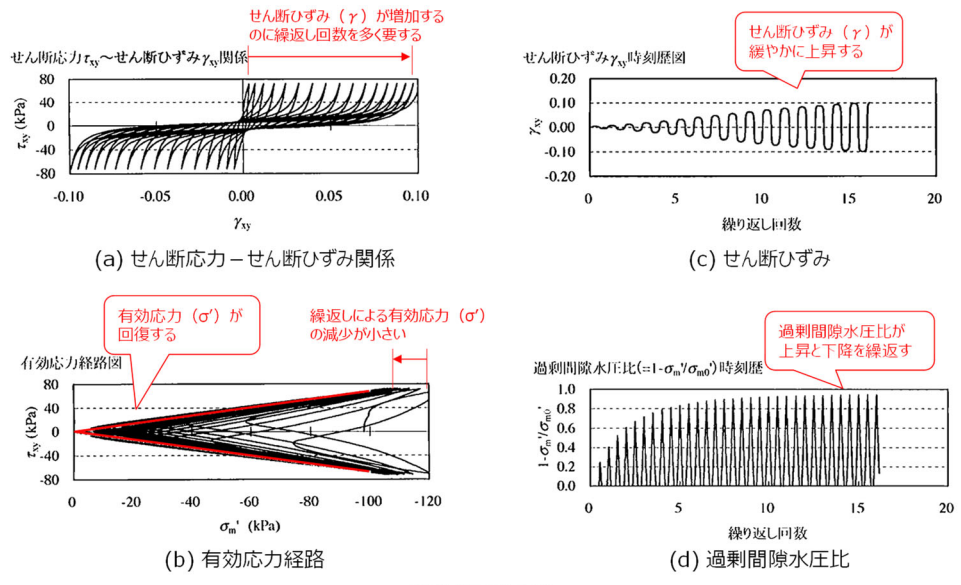 せん断ひずみ（γ）が増加する
のに繰返し回数を多く要する
せん断応力τxy～せん断ひずみγxy関係
80
40
0
-40
-80
τxy (kPa)
-0.10
-0.05
0.00
0.05
0.10
γxy
(a) せん断応力－せん断ひずみ関係
せん断ひずみ（γ）が
緩やかに上昇する
せん断ひずみγxy時刻歴図
0.20
0.10
0.00
-0.10
-0.20
γxy
0
5
10
15
20
繰り返し回数
(c) せん断ひずみ
有効応力（σ'）が
回復する
繰返しによる有効応力（σ'）
の減少が小さい
有効応力経路図
80
40
0
-40
-80
τxy (kPa)
0
-20
-40
-60
-80
-100
-120
σm' (kPa)
(b) 有効応力経路
過剰間隙水圧比が
上昇と下降を繰返す
過剰間隙水圧比(=1-σm'/σm0')時刻歴
1.0
0.8
0.6
0.4
0.2
0.0
1-σm'/σm0'
0
5
10
15
20
繰り返し回数
(d) 過剰間隙水圧比